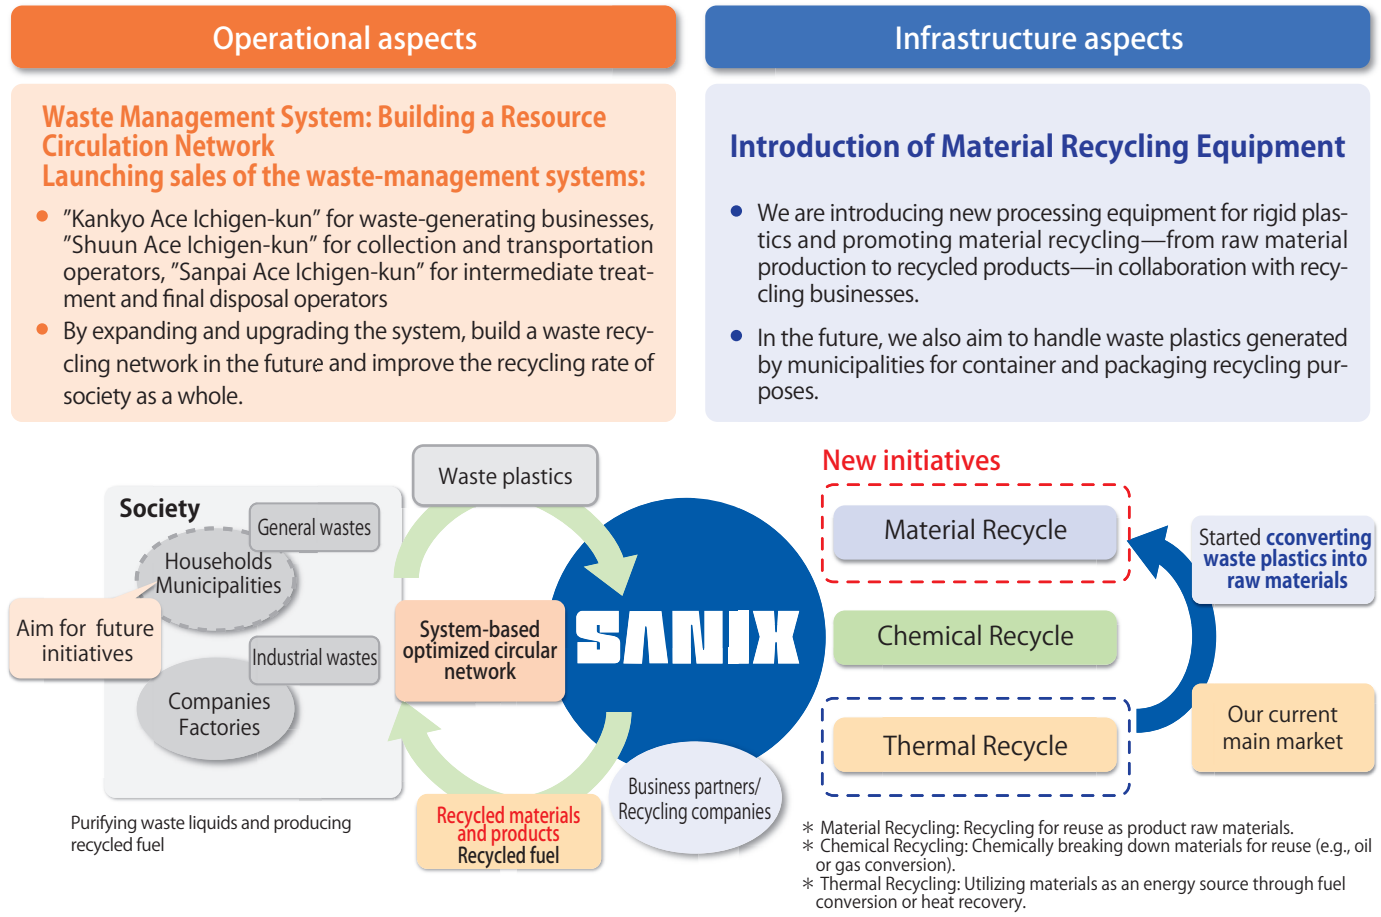 Operational aspects
Waste Management System: Building a Resource
Circulation Network
Launching sales of the waste-management systems:
● ”Kankyo Ace Ichigen-kun” for waste-generating businesses,
”Shuun Ace Ichigen-kun” for collection and transportation
operators, ”Sanpai Ace Ichigen-kun” for intermediate treat-
ment and final disposal operators
● By expanding and upgrading the system, build a waste recy-
cling network in the future and improve the recycling rate of
society as a whole.
Infrastructure aspects
Introduction of Material Recycling Equipment
● We are introducing new processing equipment for rigid plas-
tics and promoting material recycling—from raw material
production to recycled products—in collaboration with recy-
cling businesses.
● In the future, we also aim to handle waste plastics generated
by municipalities for container and packaging recycling pur-
poses.
Society
General wastes
Households
Municipalities
Aim for future
initiatives
Industrial wastes
Companies
Factories
Purifying waste liquids and producing
recycled fuel
Waste plastics
System-based
optimized circular
network
SANIX
Recycled materials
and products
Recycled fuel
Business partners/
Recycling companies
New initiatives
Material Recycle
Chemical Recycle
Thermal Recycle
Started cconverting
waste plastics into
raw materials
Our current
main market
＊ Material Recycling: Recycling for reuse as product raw materials.
＊ Chemical Recycling: Chemically breaking down materials for reuse (e.g., oil
or gas conversion).
＊ Thermal Recycling: Utilizing materials as an energy source through fuel
conversion or heat recovery.